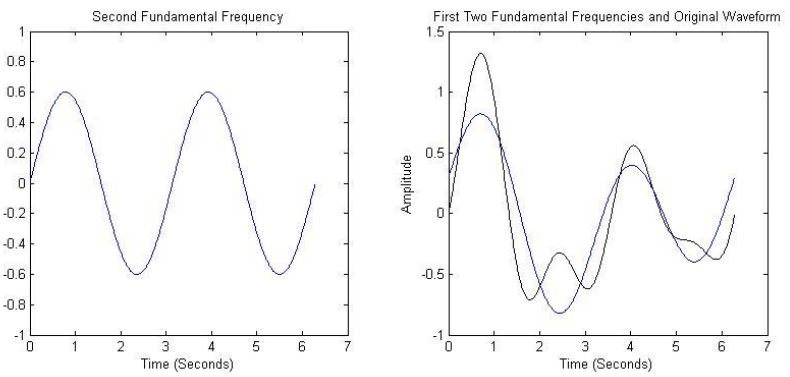 Second Fundamental Frequency
1
0.8
0.6
0.4
0.2
0
-0.2
-0.4
-0.6
-0.8
-1
0 1 2 3 4 5 6 7
Time (Seconds)
First Two Fundamental Frequencies and Original Waveform
Amplitude
1.5
1
0.5
0
-0.5
-1
0 1 2 3 4 5 6 7
Time (Seconds)